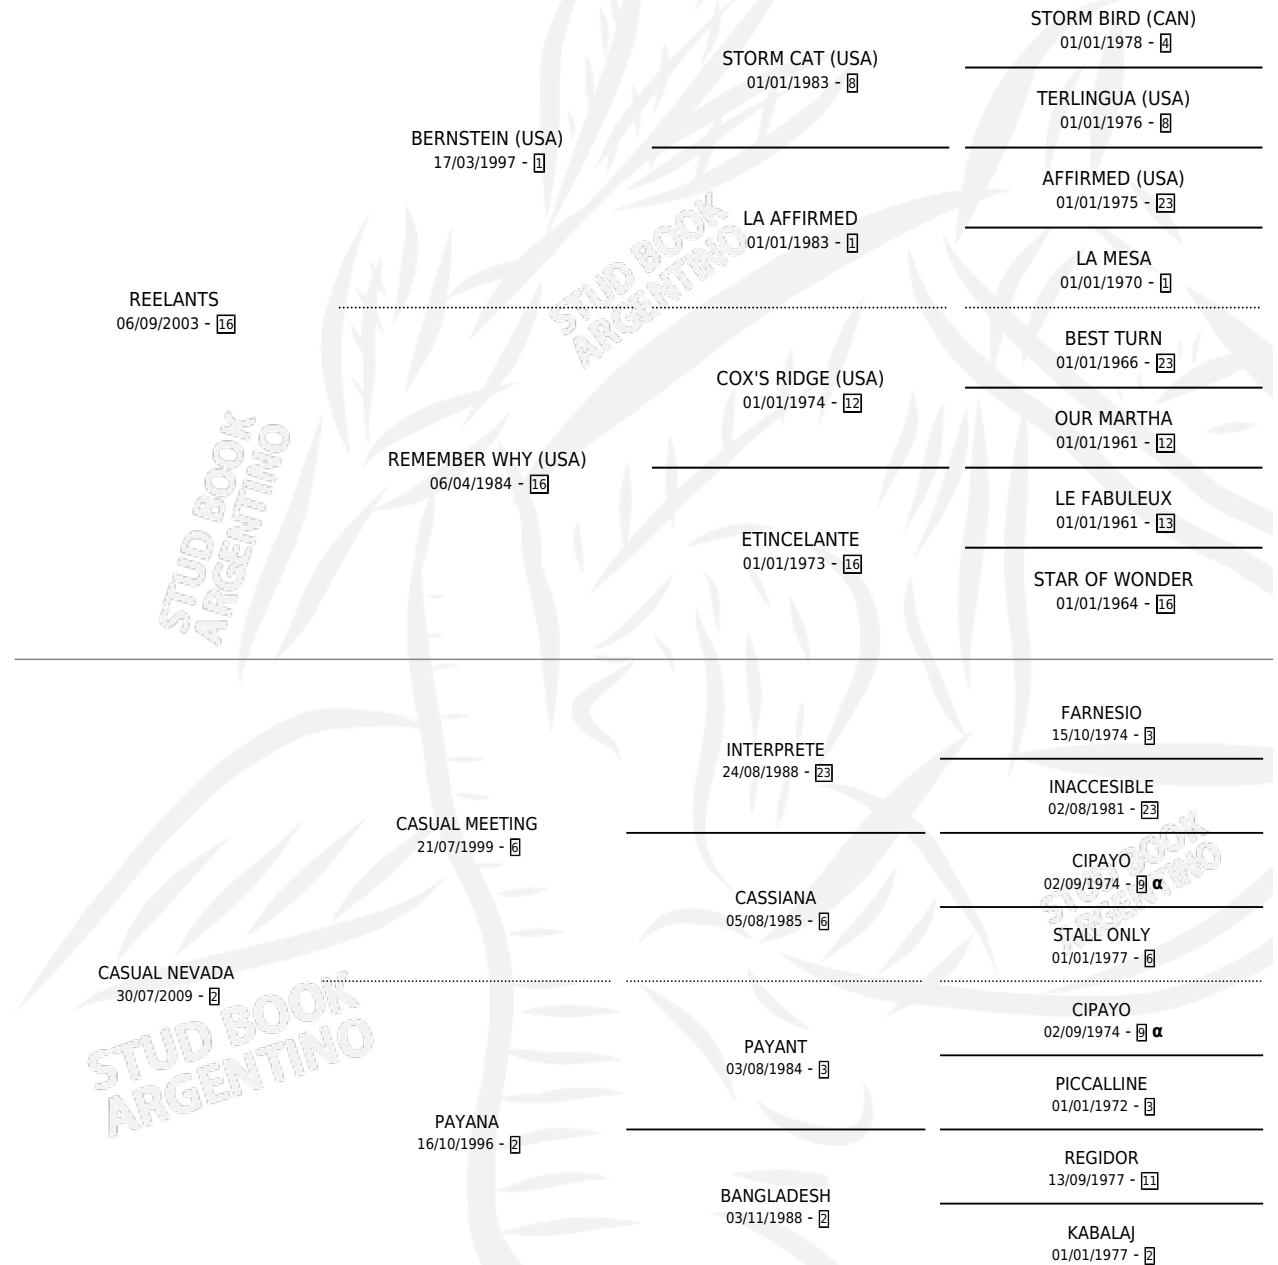 STORM BIRD (CAN)
01/01/1978 - 4
STORM CAT (USA)
01/01/1983 - 8
TERLINGUA (USA)
01/01/1976 - 8
BERNSTEIN (USA)
17/03/1997 - 1
AFFIRMED (USA)
01/01/1975 - 23
LA AFFIRMED
01/01/1983 - 1
LA MESA
01/01/1970 - 1
REELANTS
06/09/2003 - 16
BEST TURN
01/01/1966 - 23
COX'S RIDGE (USA)
01/01/1974 - 12
OUR MARTHA
01/01/1961 - 12
REMEMBER WHY (USA)
06/04/1984 - 16
LE FABULEUX
01/01/1961 - 13
ETINCELANTE
01/01/1973 - 16
STAR OF WONDER
01/01/1964 - 16
FARNESIO
15/10/1974 - 3
INTERPRETE
24/08/1988 - 23
INACCESIBLE
02/08/1981 - 23
CASUAL MEETING
21/07/1999 - 6
CIPAYO
02/09/1974 - 9 α
CASSIANA
05/08/1985 - 6
STALL ONLY
01/01/1977 - 6
CASUAL NEVADA
30/07/2009 - 2
CIPAYO
02/09/1974 - 9 α
PAYANT
03/08/1984 - 3
PICCALLINE
01/01/1972 - 3
PAYANA
16/10/1996 - 2
REGIDOR
13/09/1977 - 11
BANGLADESH
03/11/1988 - 2
KABALAJ
01/01/1977 - 2
STUD BOOK
ARGENTINO
STUD BOOK
ARGENTINO
STUD BOOK
ARGENTINO
STUD BOOK
ARGENTINO